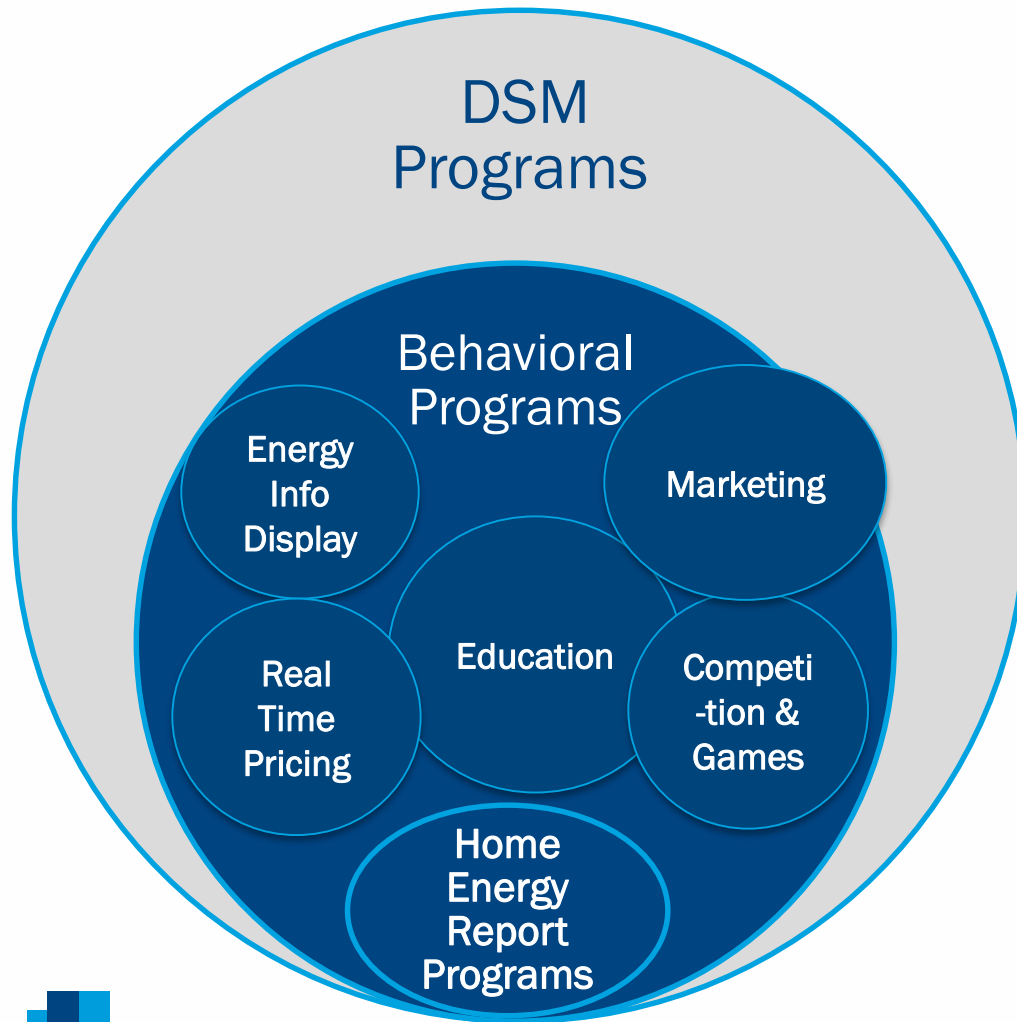 DSM
Programs
Behavioral
Programs
Energy
Info
Display
Marketing
Education
Real
Time
Pricing
Competi
-tion &
Games
Home
Energy
Report
Programs